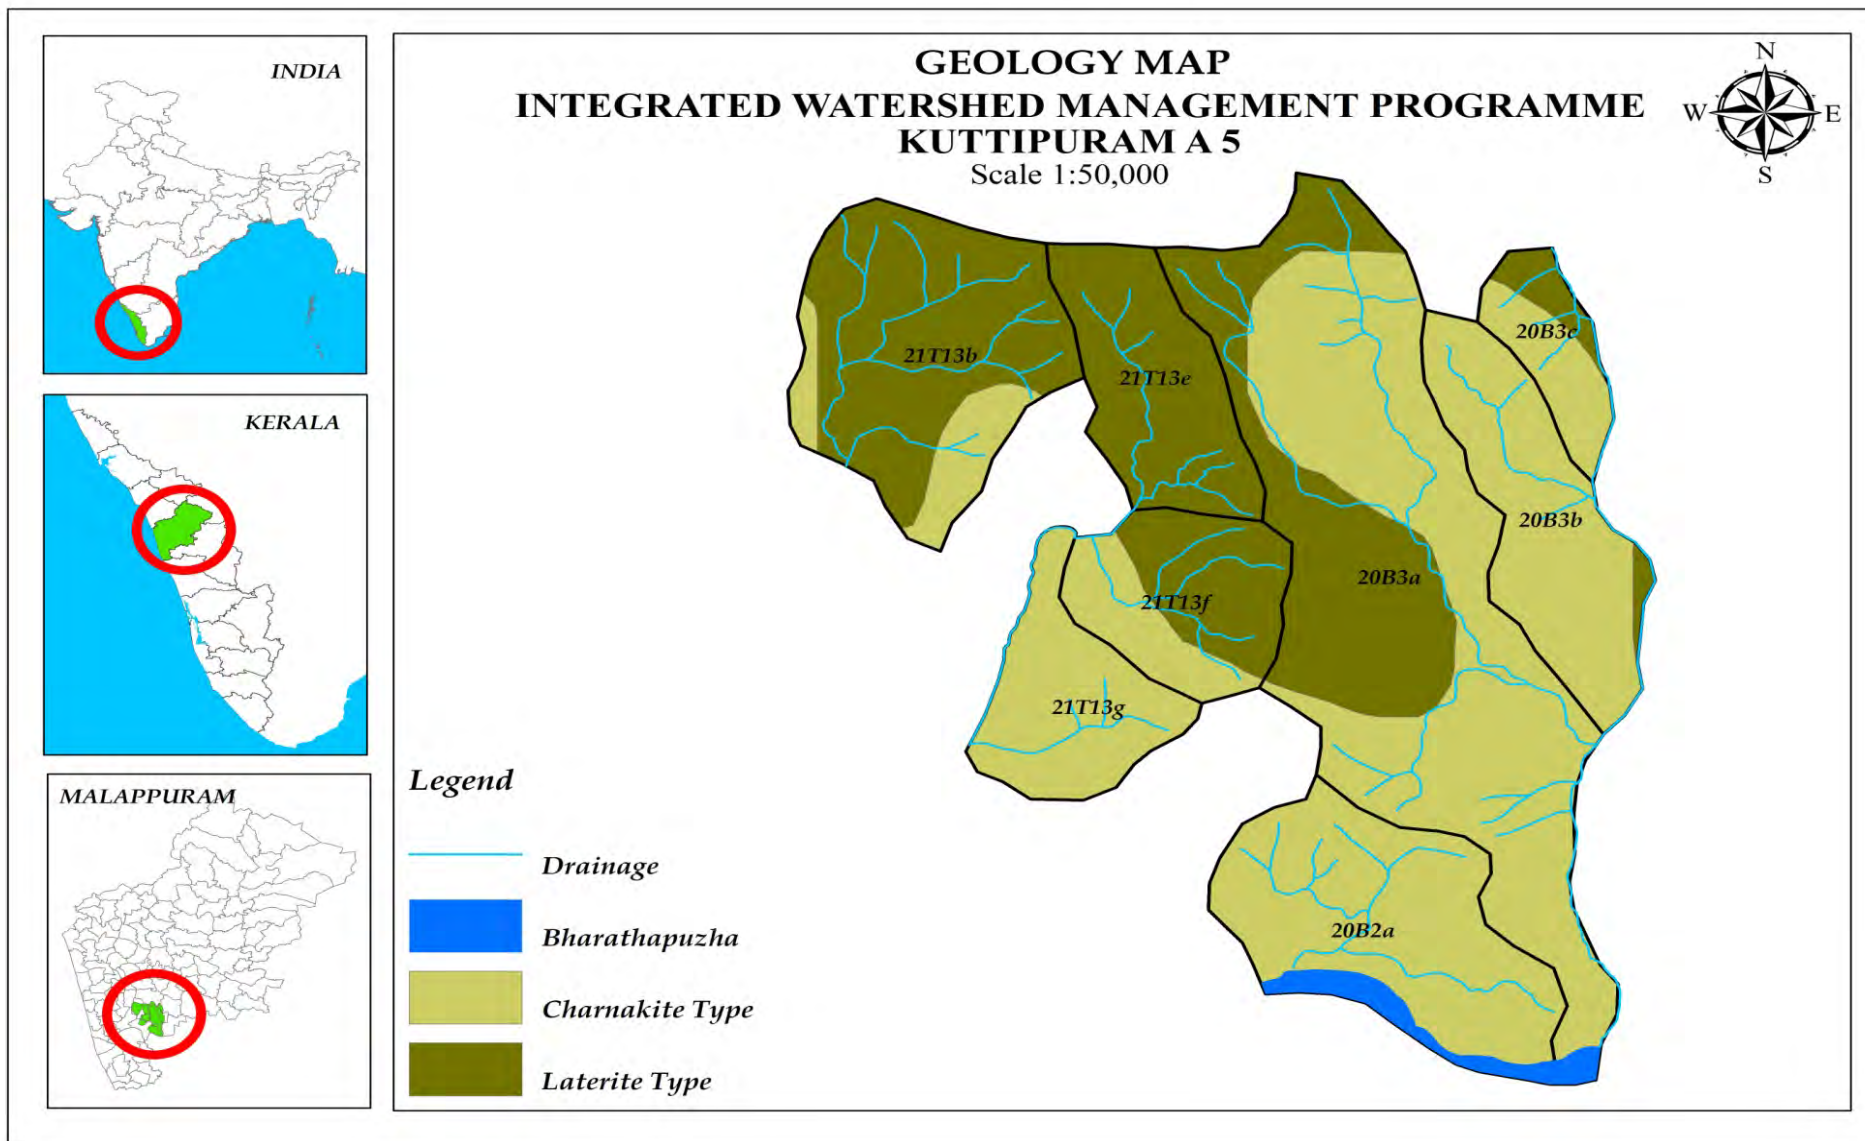 INDIA
KERALA
MALAPPURAM
GEOLOGY MAP
INTEGRATED WATERSHED MANAGEMENT PROGRAMME
KUTTIPURAM A 5
Scale 1:50,000
N
W
E
S
21T13b
21T13e
20B3c
20B3b
20B3a
21T13f
21T13g
20B2a
Legend
Drainage
Bharathapuzha
Charnakite Type
Laterite Type